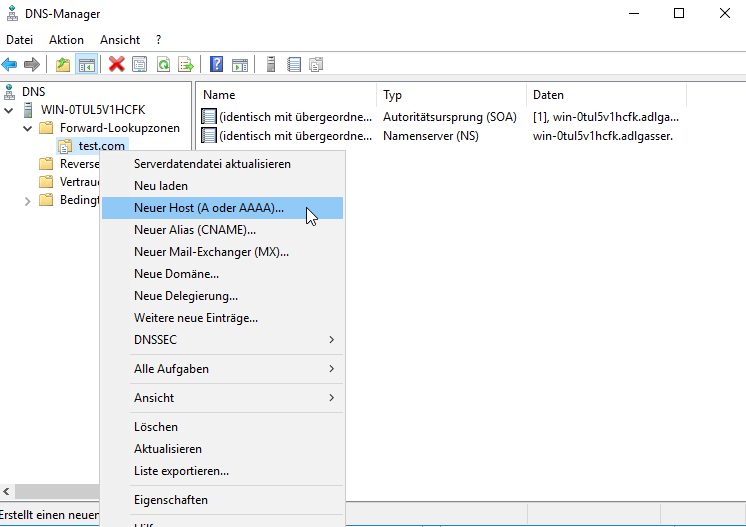 DNS-Manager
Datei Aktion Ansicht ?
DNS
WIN-0TUL5V1HCFK
Forward-Lookupzonen
test.com
Reverse
Vertrau
Beding
Name Typ Daten
(identisch mit übergeordne... Autoritätsursprung (SOA) [1], win-0tul5v1hcfk.adlga...
(identisch mit übergeordne... Namenserver (NS) win-0tul5v1hcfk.adlgasser.
Serverdatendatei aktualisieren
Neu laden
Neuer Host (A oder AAAA)...
Neuer Alias (CNAME)...
Neuer Mail-Exchanger (MX)...
Neue Domäne...
Neue Delegierung...
Weitere neue Einträge...
DNSSEC
Alle Aufgaben
Ansicht
Löschen
Aktualisieren
Liste exportieren...
Eigenschaften
Erstellt einen neuen